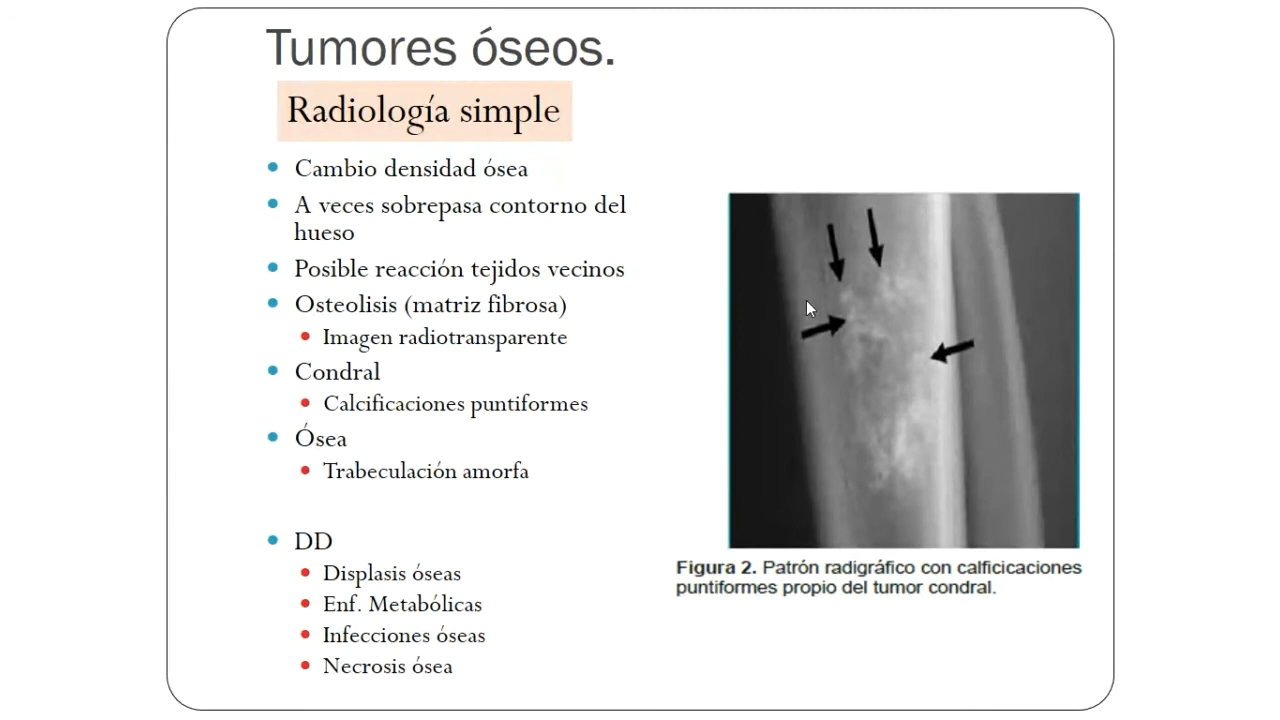 Tumores óseos.
Radiología simple
Cambio densidad ósea
A veces sobrepasa contorno del
hueso
Posible reacción tejidos vecinos
Osteolisis (matriz fibrosa)
Imagen radiotransparente
Condral
Calcificaciones puntiformes
Ósea
Trabeculación amorfa
DD
Displasis óseas
Enf. Metabólicas
Infecciones óseas
Necrosis ósea
Figura 2. Patrón radigráfico con calficicaciones
puntiformes propio del tumor condral.